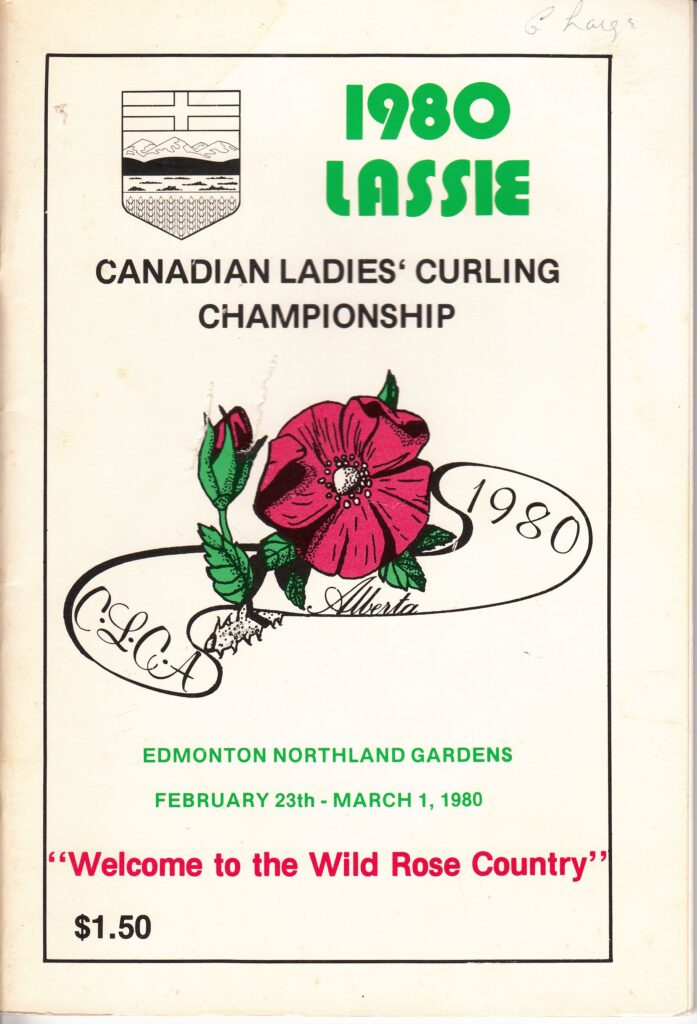 1980
LASSIE
CANADIAN LADIES‘ CURLING
CHAMPIONSHIP
1980
Alberta
C.L.C.A
EDMONTON NORTHLAND GARDENS
FEBRUARY 23th - MARCH 1, 1980
“Welcome to the Wild Rose Country”
$1.50